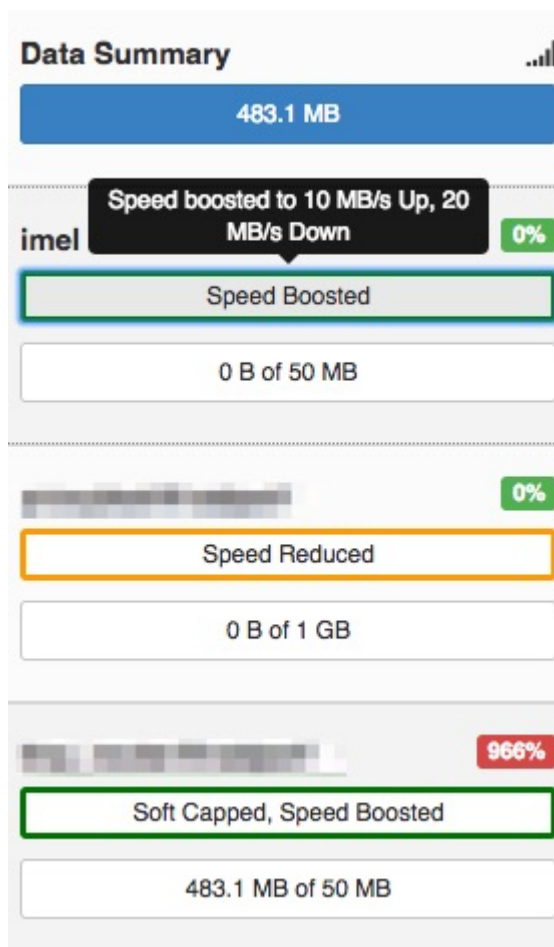 Data Summary
483.1 MB
Speed boosted to 10 MB/s Up, 20
MB/s Down
imel
0%
Speed Boosted
0 B of 50 MB
0%
Speed Reduced
0 B of 1 GB
966%
Soft Capped, Speed Boosted
483.1 MB of 50 MB